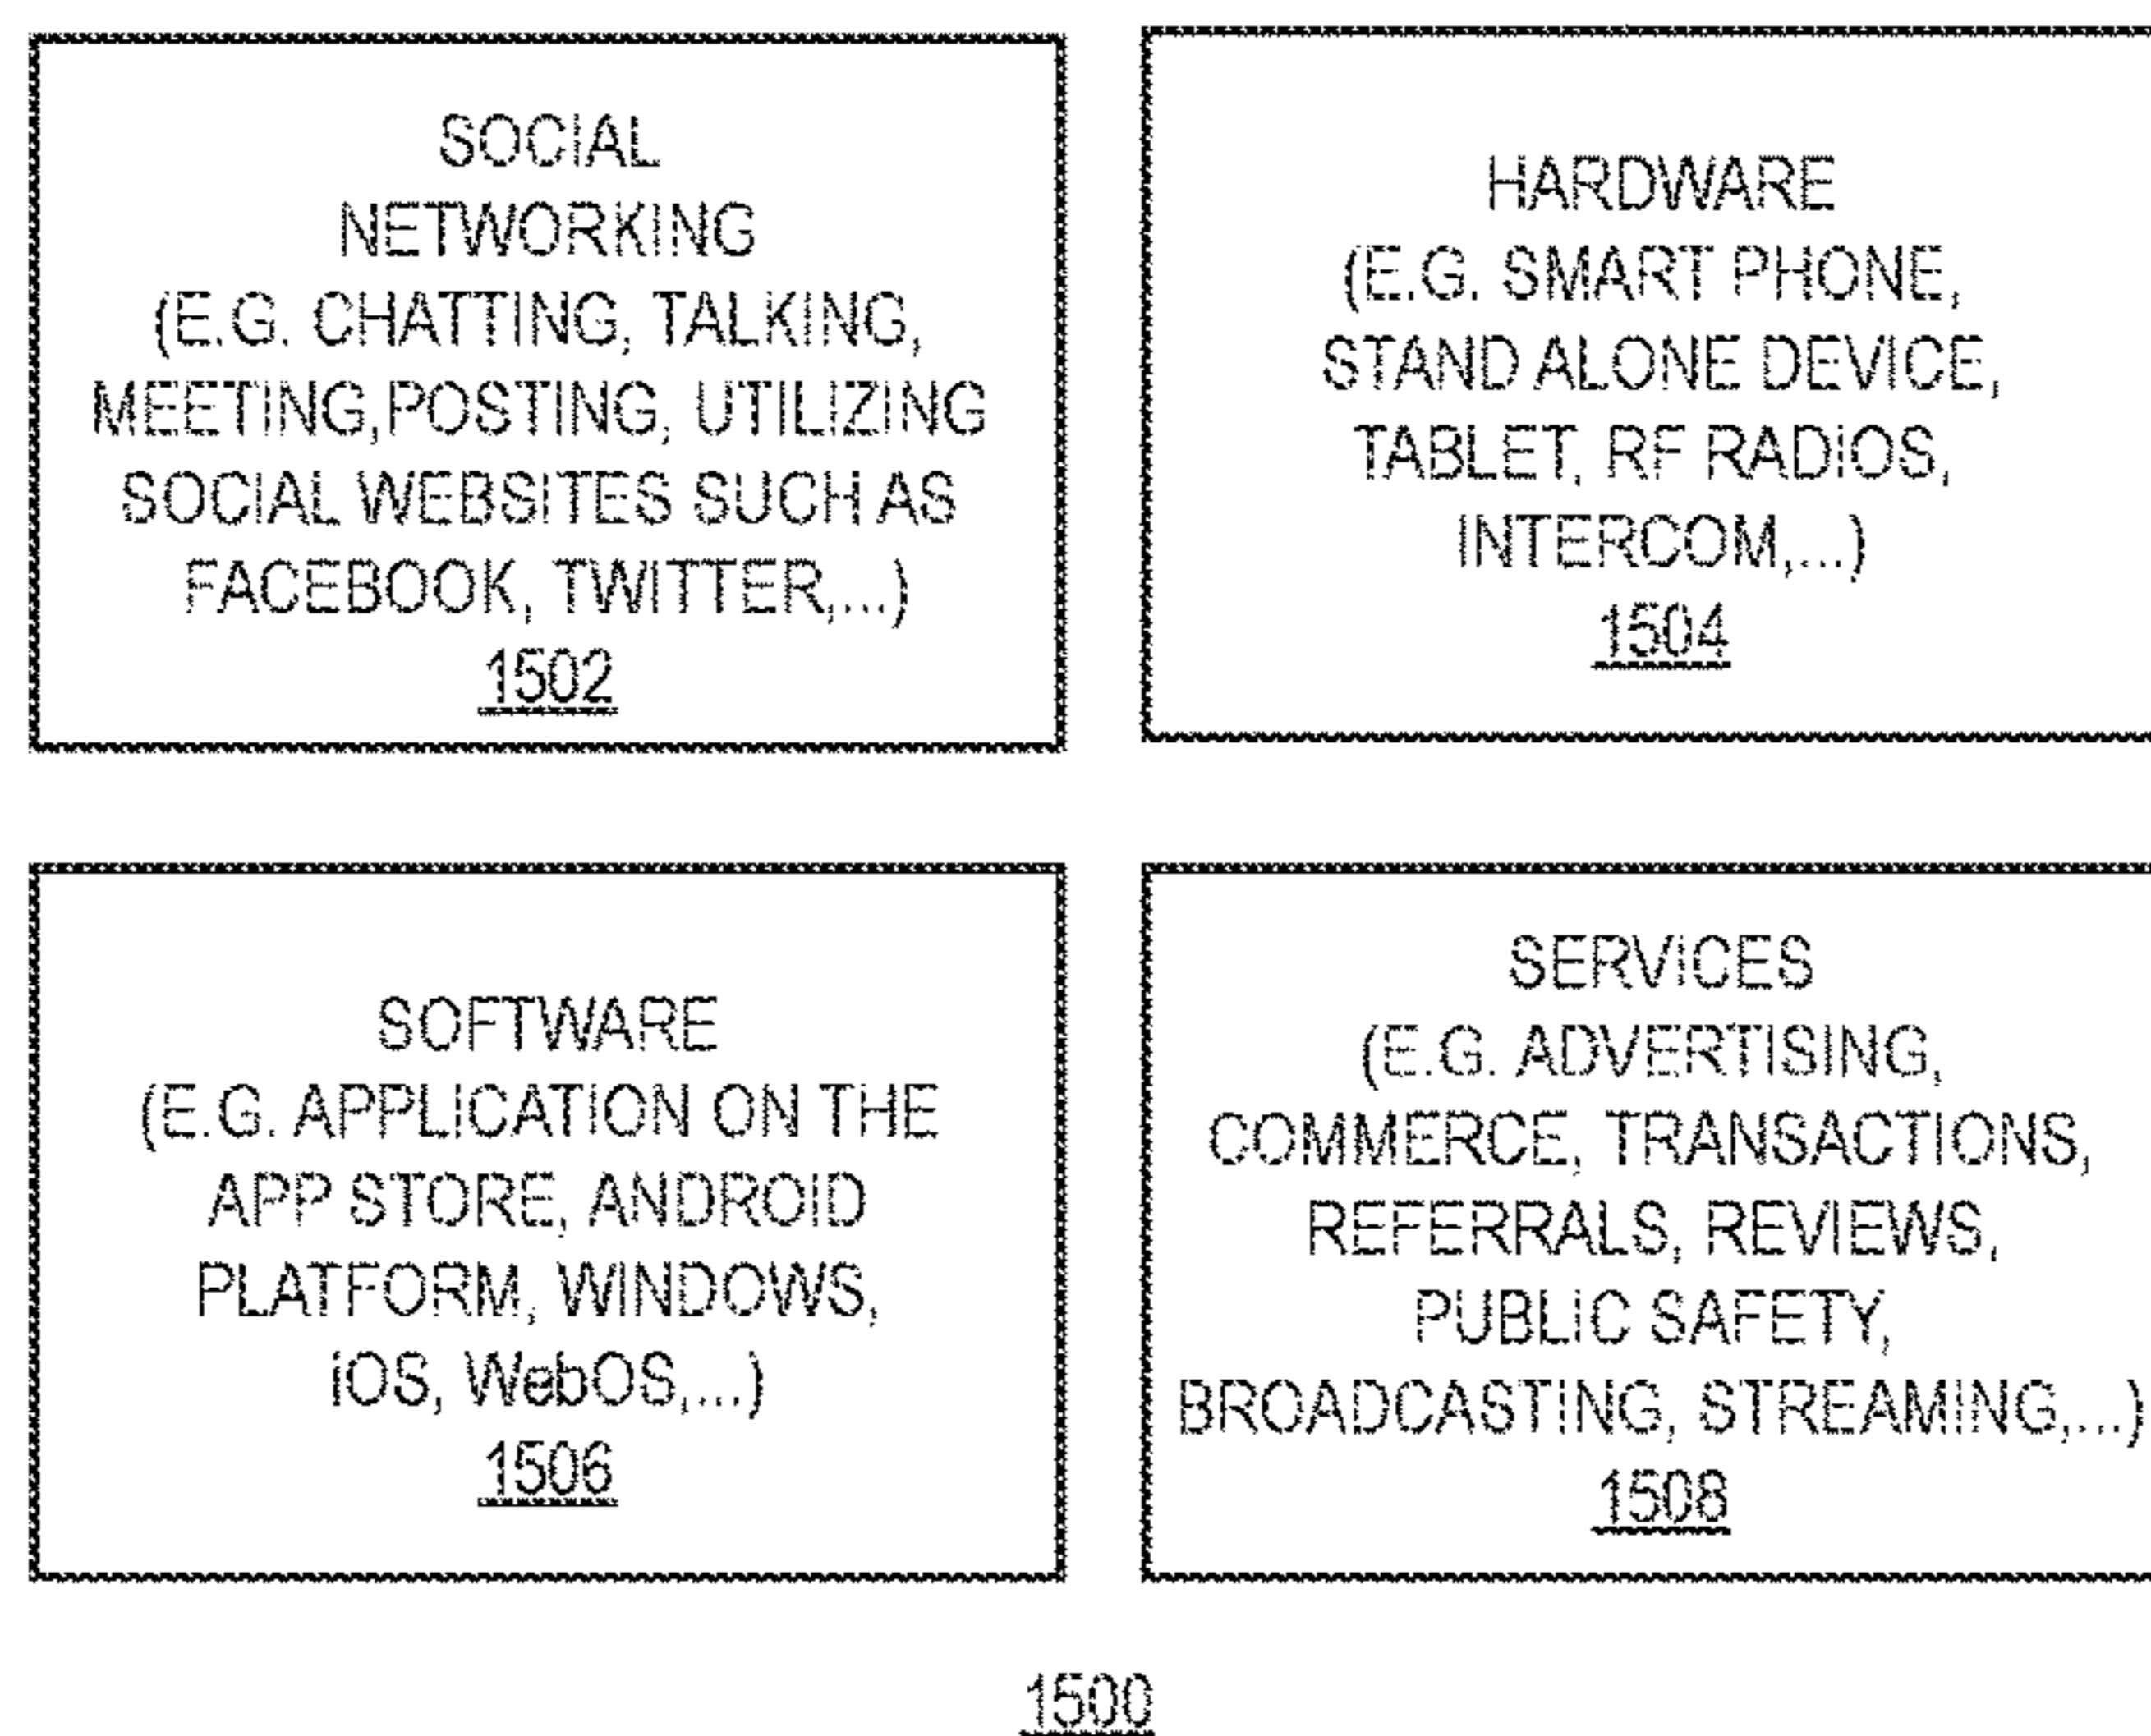 SOCIAL
NETWORKING
(E.G. CHATTING, TALKING,
MEETING,POSTING, UTILIZING
SOCIAL WEBSITES SUCH AS
FACEBOOK, TWITTER,...)
1502
HARDWARE
(E.G. SMART PHONE,
STAND ALONE DEVICE,
TABLET, RF RADIOS,
INTERCOM,...)
1504
SOFTWARE
(E.G. APPLICATION ON THE
APP STORE, ANDROID
PLATFORM, WINDOWS,
iOS, WebOS,...)
1506
SERVICES
(E.G. ADVERTISING,
COMMERCE, TRANSACTIONS,
REFERRALS, REVIEWS,
PUBLIC SAFETY,
BROADCASTING, STREAMING,...)
1508
1500